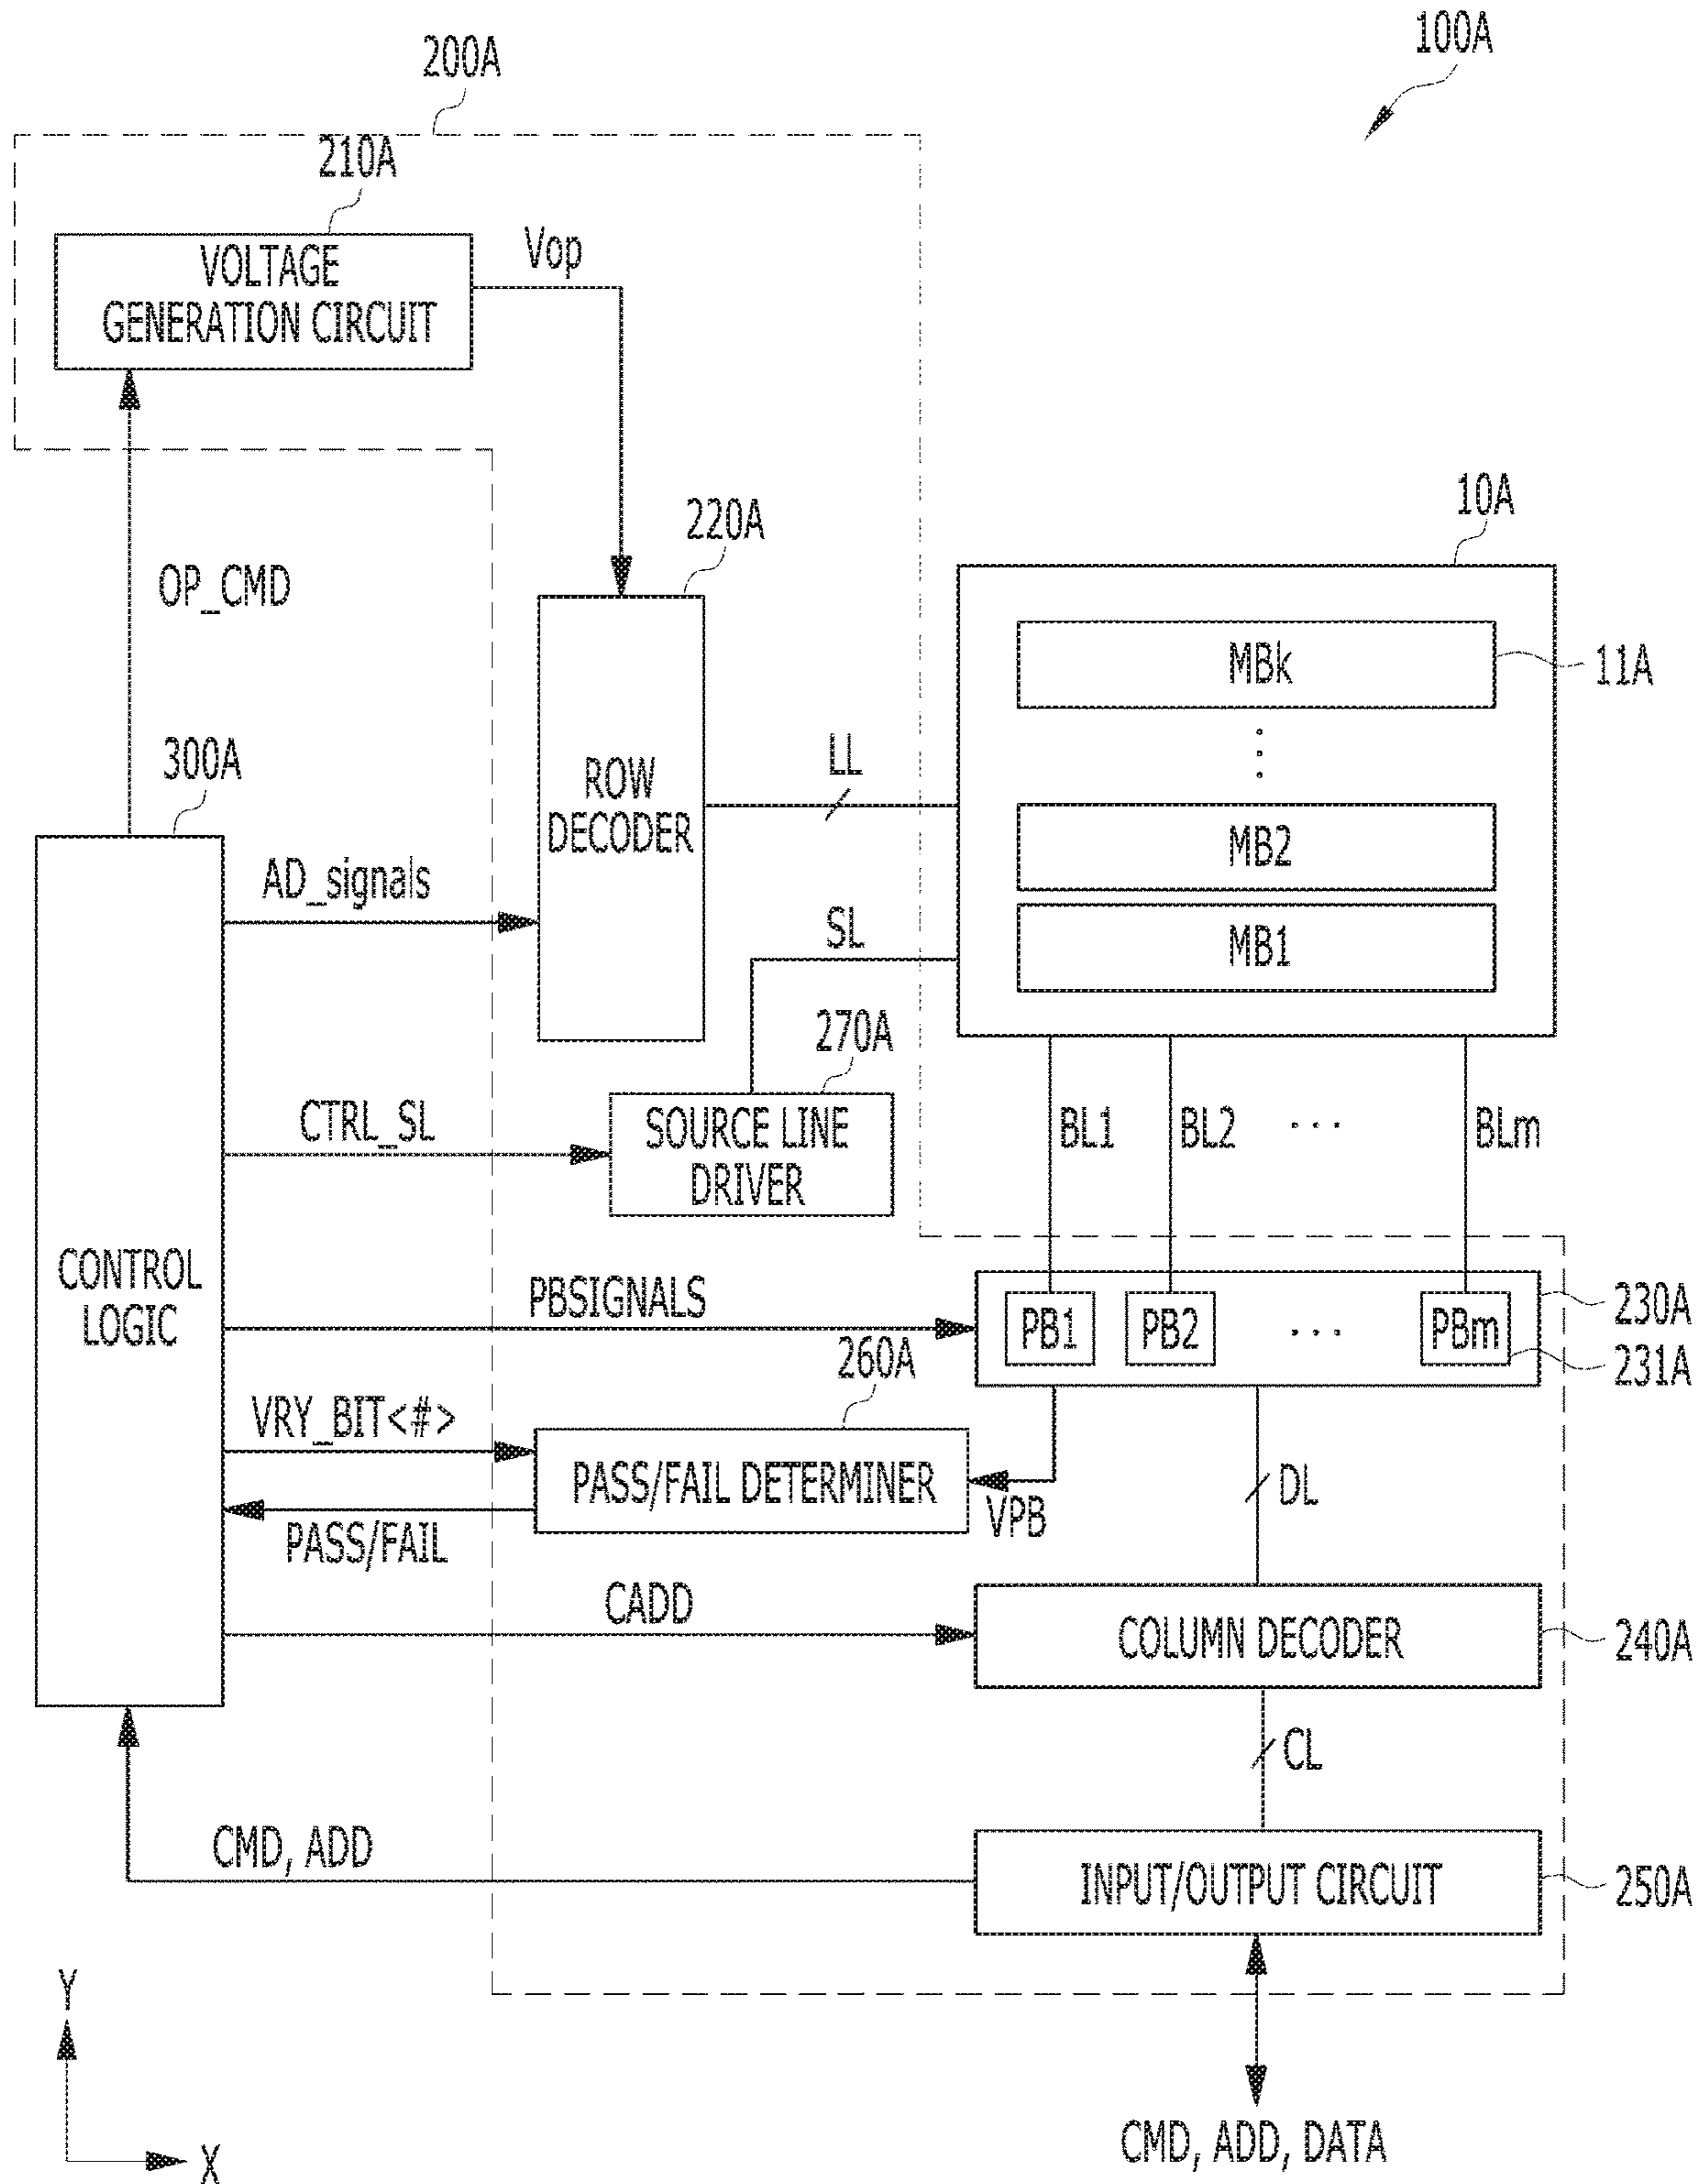 100A
200A
210A
VOLTAGE
GENERATION CIRCUIT
Vop
220A
10A
OP_CMD
MBk
11A
300A
LL
ROW
DECODER
MB2
AD_signals
SL
MB1
270A
CTRL_SL
SOURCE LINE
DRIVER
BL1
BL2
...
BLm
CONTROL
LOGIC
PBSIGNALS
PB1
PB2
...
PBm
230A
231A
260A
VRY_BIT<#>
PASS/FAIL DETERMINER
VPB
DL
PASS/FAIL
CADD
COLUMN DECODER
240A
CL
CMD, ADD
INPUT/OUTPUT CIRCUIT
250A
Y
X
CMD, ADD, DATA